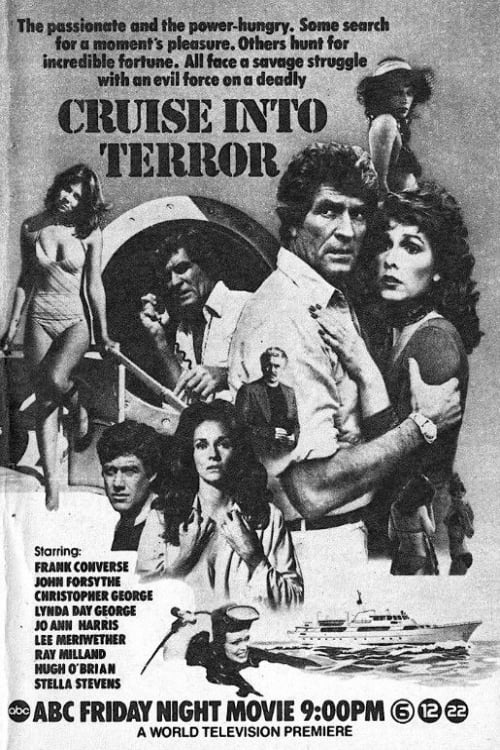 The passionate and the power-hungry. Some search
for a moment's pleasure. Others hunt for
incredible fortune. All face a savage struggle
with an evil force on a deadly
CRUISE INTO
TERROR
Starring:
FRANK CONVERSE
JOHN FORSYTHE
CHRISTOPHER GEORGE
LYNDA DAY GEORGE
JO ANN HARRIS
LEE MERIWETHER
RAY MILLAND
HUGH O'BRIAN
STELLA STEVENS
abc ABC FRIDAY NIGHT MOVIE 9:00PM 6 12 22
A WORLD TELEVISION PREMIERE